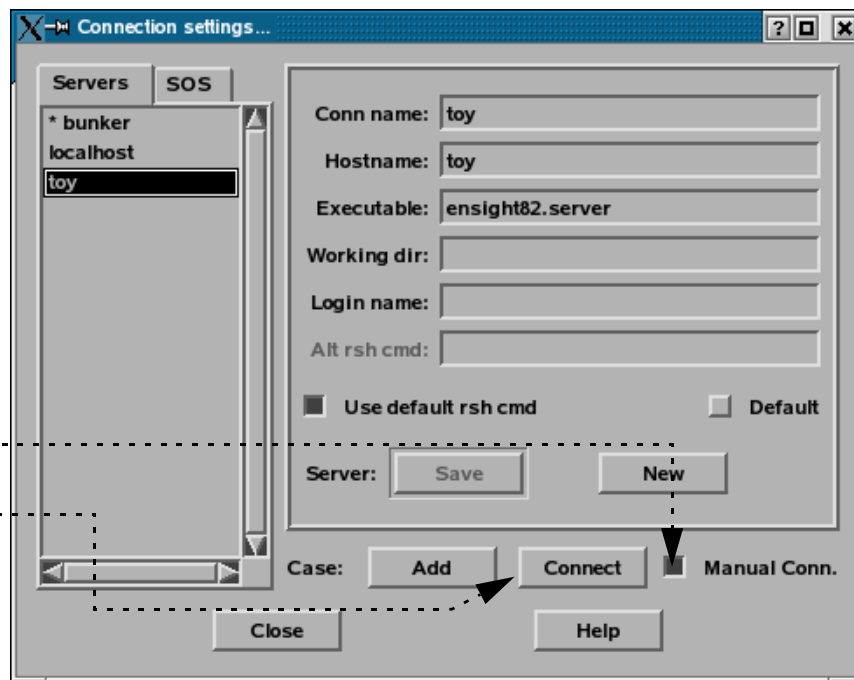 Connection settings...
Servers
SOS
* bunker
localhost
toy
Conn name: toy
Hostname: toy
Executable: ensight82.server
Working dir:
Login name:
Alt rsh cmd:
Use default rsh cmd
Default
Server: Save New
Case: Add Connect Manual Conn.
Close Help